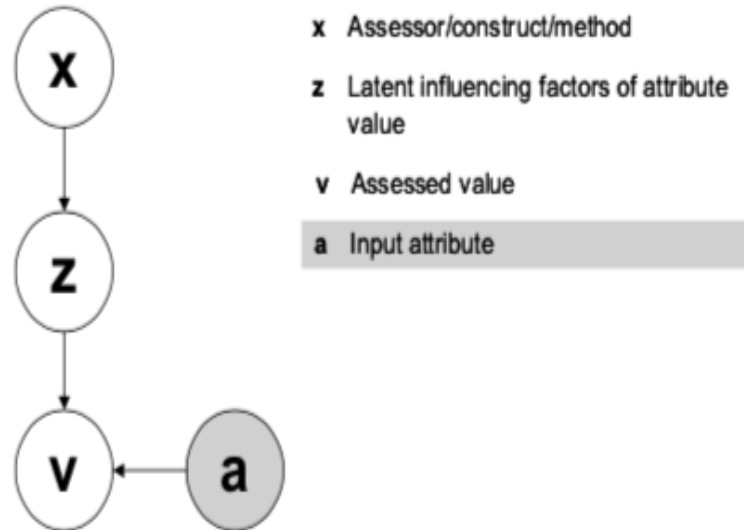 x
x Assessor/construct/method
z Latent influencing factors of attribute
value
z
v Assessed value
a Input attribute
v
a